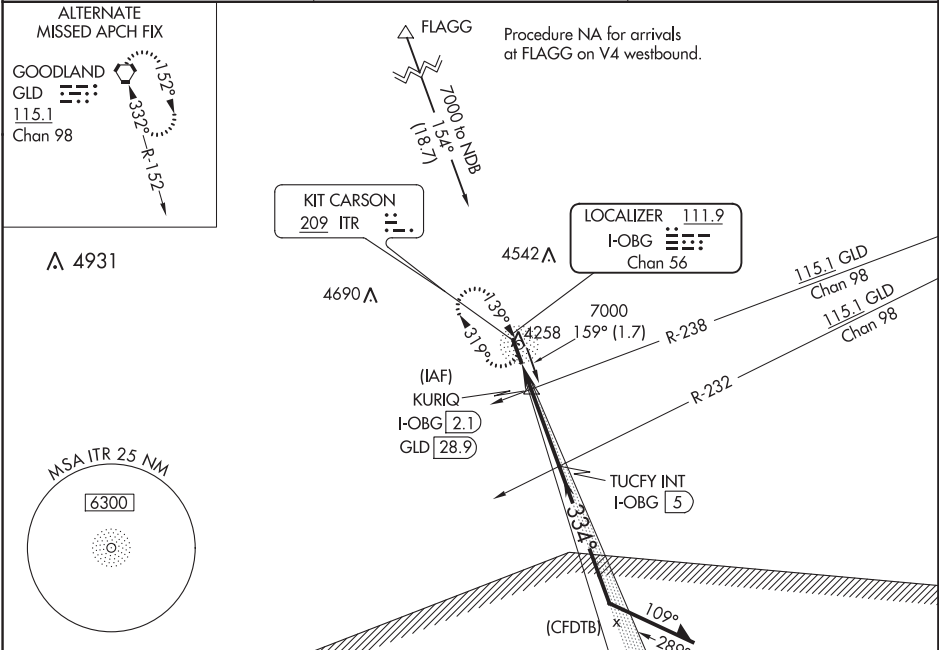 ALTERNATE
MISSED APCH FIX
GOODLAND
GLD
115.1
Chan 98
152°
332°
R-152
FLAGG
7000 to NDB
154°
(18.7)
Procedure NA for arrivals
at FLAGG on V4 westbound.
KIT CARSON
209 ITR
LOCALIZER 111.9
I-OBG
Chan 56
4931
4690
4542
4258
139°
319°
7000
159° (1.7)
115.1 GLD
Chan 98
R-238
115.1 GLD
Chan 98
R-232
(IAF)
KURIQ
I-OBG 2.1
GLD 28.9
TUCFY INT
I-OBG 5
334°
MSA ITR 25 NM
6300
(CFDTB)
x
109°
289°